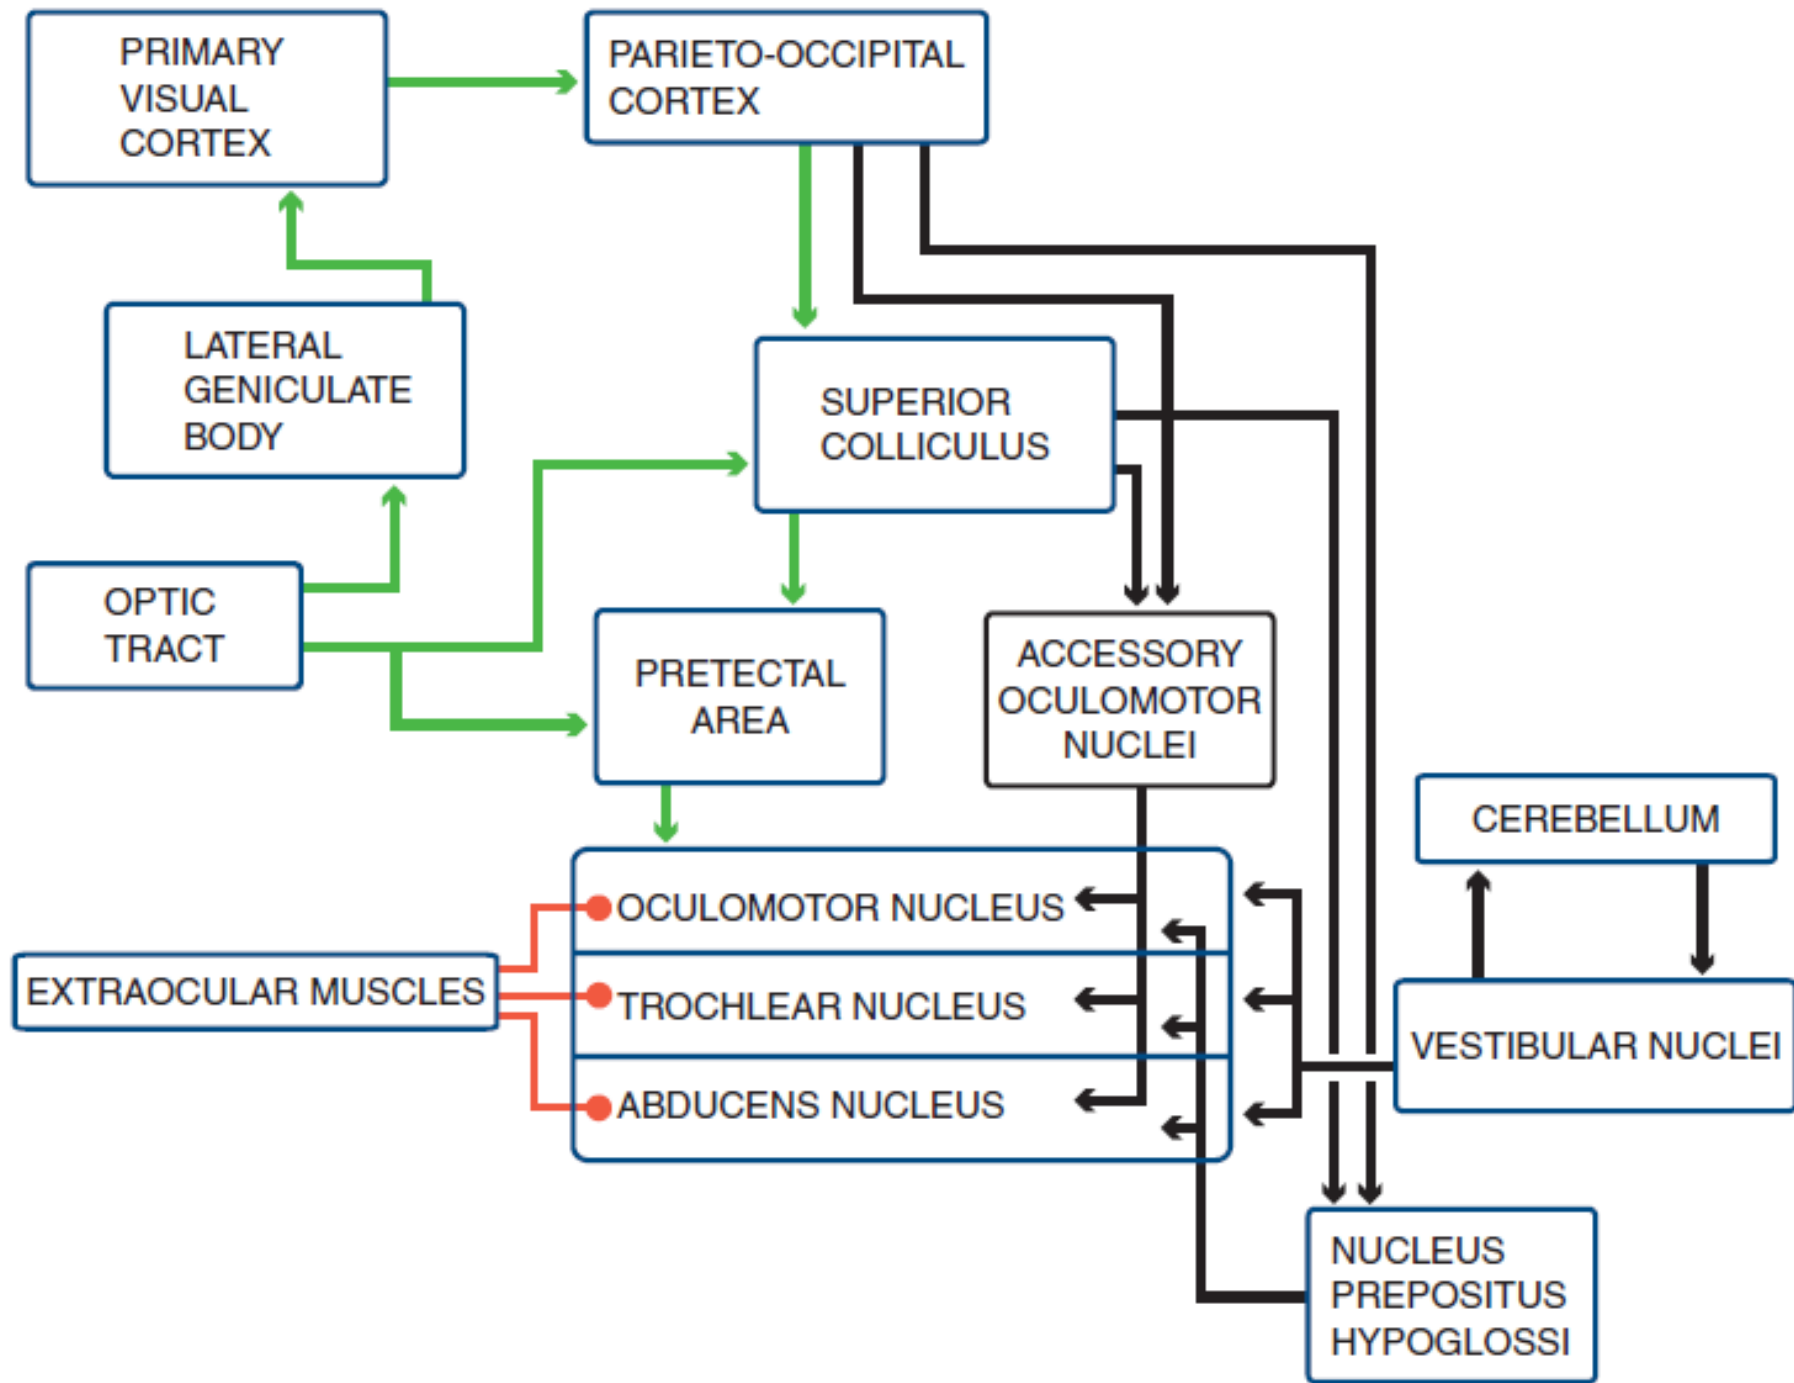 PRIMARY
VISUAL
CORTEX
PARIETO-OCCIPITAL
CORTEX
LATERAL
GENICULATE
BODY
SUPERIOR
COLLICULUS
OPTIC
TRACT
PRETECTAL
AREA
ACCESSORY
OCULOMOTOR
NUCLEI
CEREBELLUM
OCULOMOTOR NUCLEUS
EXTRAOCULAR MUSCLES
TROCHLEAR NUCLEUS
VESTIBULAR NUCLEI
ABDUCENS NUCLEUS
NUCLEUS
PREPOSITUS
HYPOGLOSSI